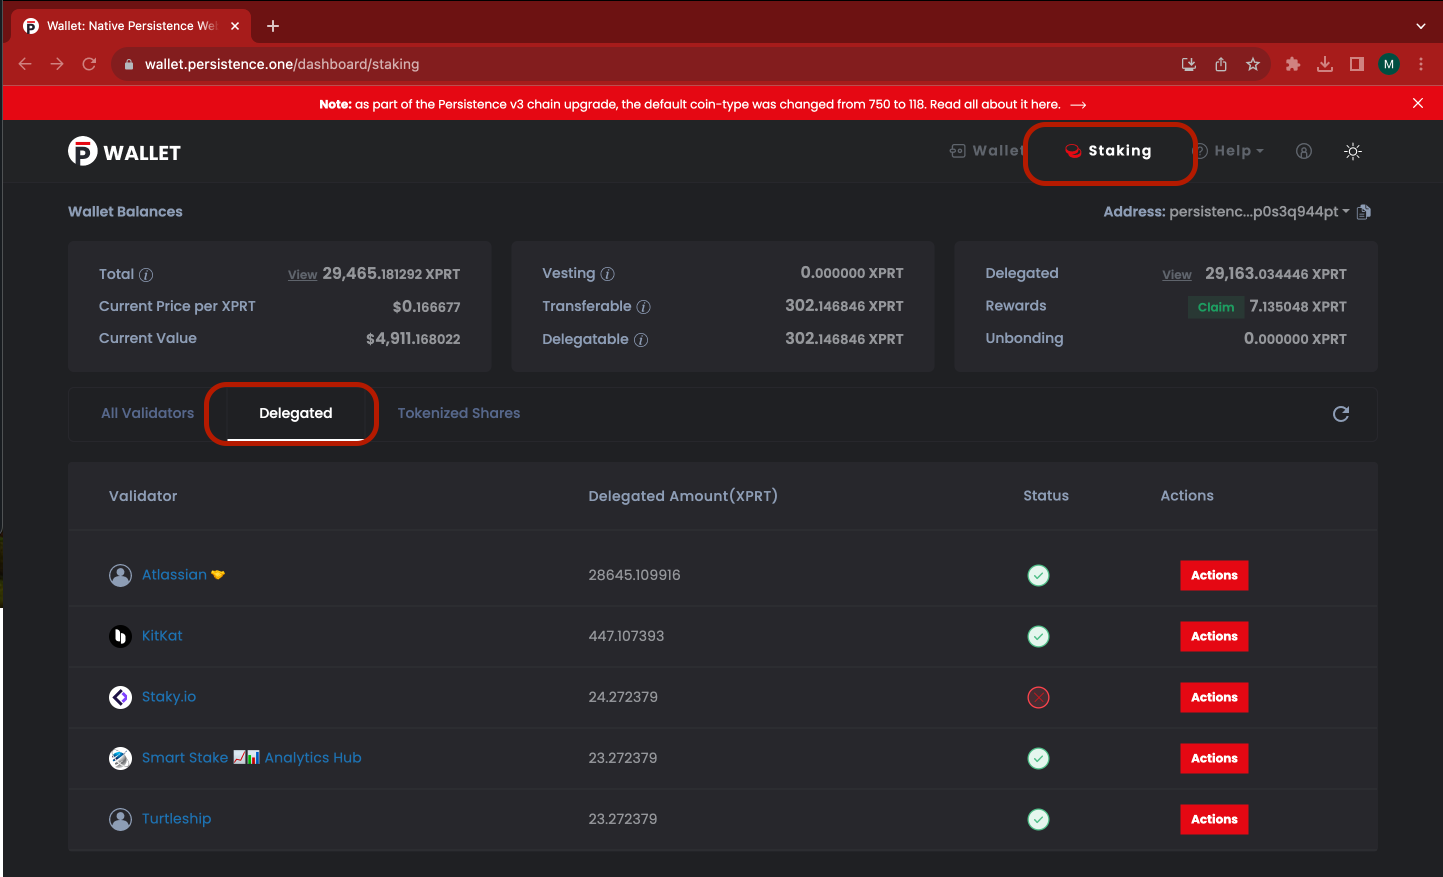 Wallet: Native Persistence We
wallet.persistence.one/dashboard/staking
M
Note: as part of the Persistence v3 chain upgrade, the default coin-type was changed from 750 to 118. Read all about it here. →
WALLET
Wallet
Staking
Help
Wallet Balances
Address: persistenc...p0s3q944pt
Total View 29,465.181292 XPRT
Current Price per XPRT $0.166677
Current Value $4,911.168022
Vesting 0.000000 XPRT
Transferable 302.146846 XPRT
Delegatable 302.146846 XPRT
Delegated View 29,163.034446 XPRT
Rewards Claim 7.135048 XPRT
Unbonding 0.000000 XPRT
All Validators Delegated Tokenized Shares
Validator Delegated Amount(XPRT) Status Actions
Atlassian 🤝 28645.109916 Actions
KitKat 447.107393 Actions
Staky.io 24.272379 Actions
Smart Stake 📈📊 Analytics Hub 23.272379 Actions
Turtleship 23.272379 Actions